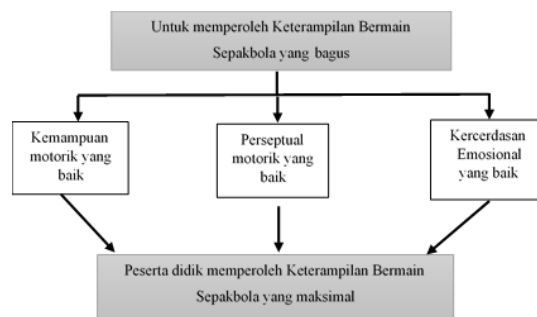 Untuk memperoleh Keterampilan Bermain
Sepakbola yang bagus
Kemampuan
motorik yang
baik
Perseptual
motorik yang
baik
Kercerdasan
Emosional
yang baik
Peserta didik memperoleh Keterampilan Bermain
Sepakbola yang maksimal